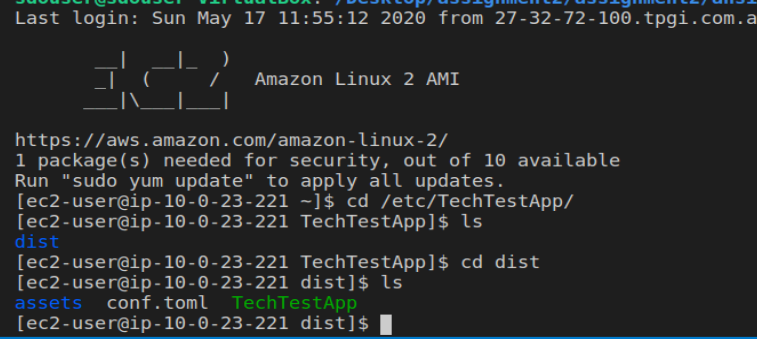 Last login: Sun May 17 11:55:12 2020 from 27-32-72-100.tpgi.com.a
       __|  __|_  )
       _|  (     /   Amazon Linux 2 AMI
      ___|\___|___|
https://aws.amazon.com/amazon-linux-2/
1 package(s) needed for security, out of 10 available
Run "sudo yum update" to apply all updates.
[ec2-user@ip-10-0-23-221 ~]$ cd /etc/TechTestApp/
[ec2-user@ip-10-0-23-221 TechTestApp]$ ls
dist
[ec2-user@ip-10-0-23-221 TechTestApp]$ cd dist
[ec2-user@ip-10-0-23-221 dist]$ ls
assets  conf.toml  TechTestApp
[ec2-user@ip-10-0-23-221 dist]$